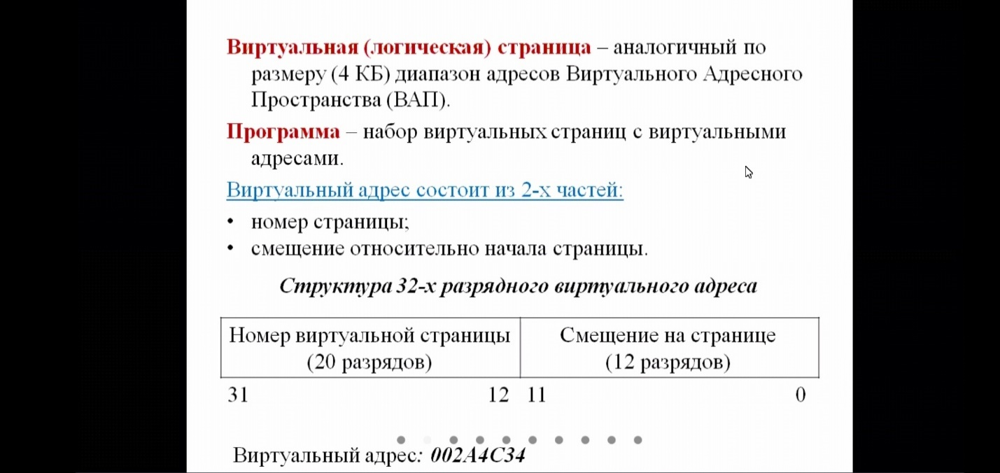 Виртуальная (логическая) страница – аналогичный по
размеру (4 КБ) диапазон адресов Виртуального Адресного
Пространства (ВАП).
Программа – набор виртуальных страниц с виртуальными
адресами.
Виртуальный адрес состоит из 2-х частей:
• номер страницы;
• смещение относительно начала страницы.
Структура 32-х разрядного виртуального адреса
Номер виртуальной страницы
(20 разрядов)
Смещение на странице
(12 разрядов)
31 12 11 0
Виртуальный адрес: 002A4C34